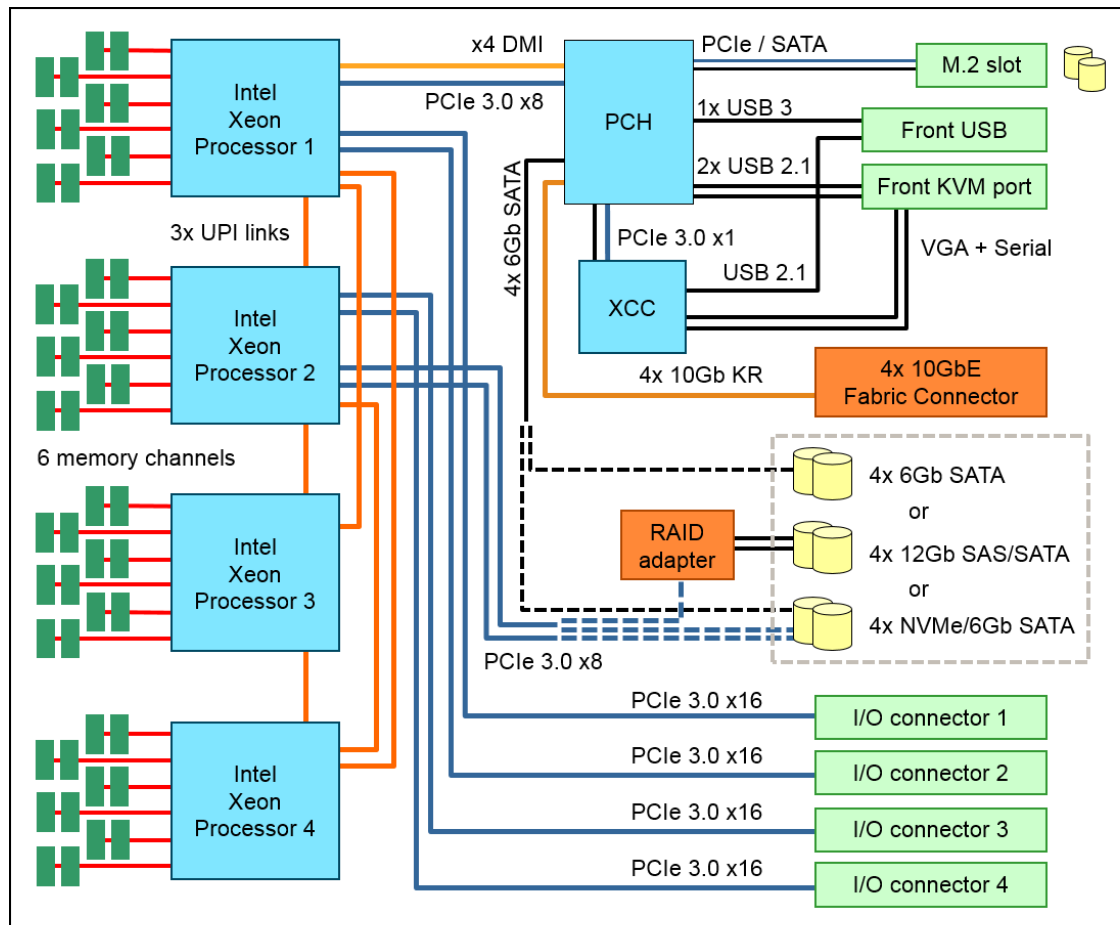 x4 DMI
PCIe / SATA
Intel
Xeon
Processor 1
PCH
M.2 slot
PCIe 3.0 x8
1x USB 3
Front USB
4x 6Gb SATA
2x USB 2.1
Front KVM port
3x UPI links
PCIe 3.0 x1
VGA + Serial
USB 2.1
XCC
Intel
Xeon
Processor 2
4x 10Gb KR
4x 10GbE
Fabric Connector
6 memory channels
4x 6Gb SATA
or
RAID
adapter
4x 12Gb SAS/SATA
or
4x NVMe/6Gb SATA
Intel
Xeon
Processor 3
PCIe 3.0 x8
PCIe 3.0 x16
I/O connector 1
PCIe 3.0 x16
I/O connector 2
Intel
Xeon
Processor 4
PCIe 3.0 x16
I/O connector 3
PCIe 3.0 x16
I/O connector 4